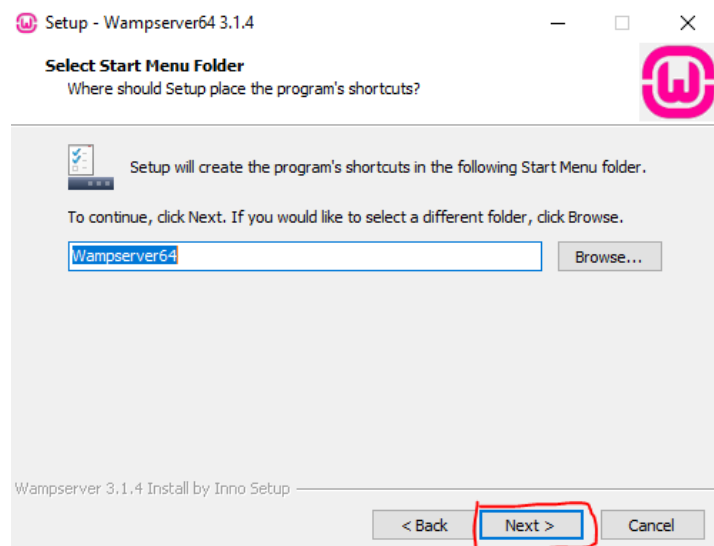 Setup - Wampserver64 3.1.4
Select Start Menu Folder
Where should Setup place the program's shortcuts?
Setup will create the program's shortcuts in the following Start Menu folder.
To continue, click Next. If you would like to select a different folder, click Browse.
Wampserver64
Browse...
Wampserver 3.1.4 Install by Inno Setup
< Back
Next >
Cancel